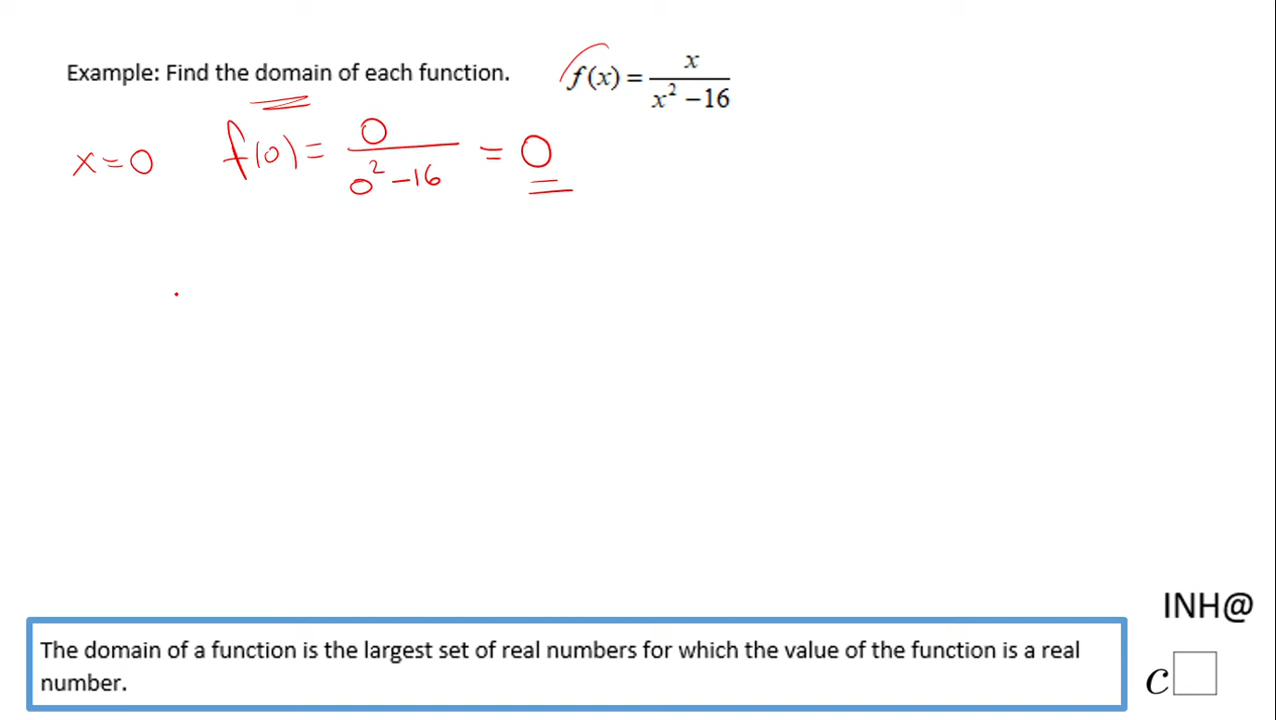 Example: Find the domain of each function. f(x) = x / (x² − 16)
x=0 f(0) = 0 / (0² − 16) = 0
The domain of a function is the largest set of real numbers for which the value of the function is a real
number.
INH@
c